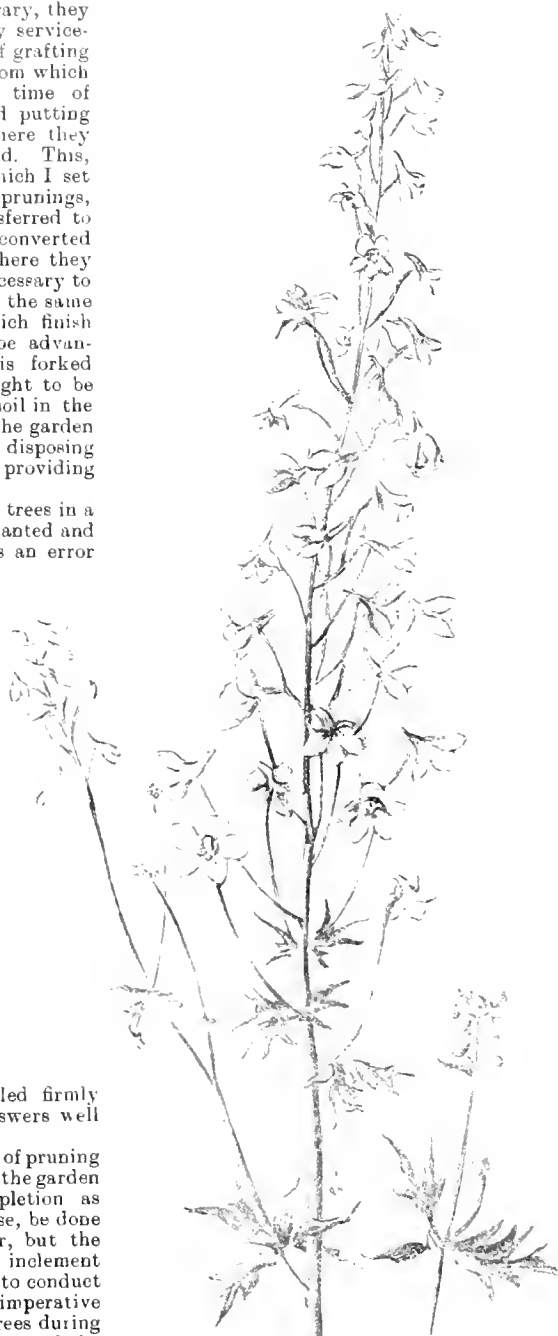 rary, they
service-
f grafting
om which
time of
d putting
here they
d. This,
hich I set
prunings,
sferred to
converted
here they
cessary to
the same
ich finish
be advan-
is forked
ght to be
soil in the
he garden
disposing
providing
trees in a
anted and
s an error
led firmly
swers well
of pruning
the garden
pletion as
se, be done
r, but the
inclement
to conduct
imperative
rees during